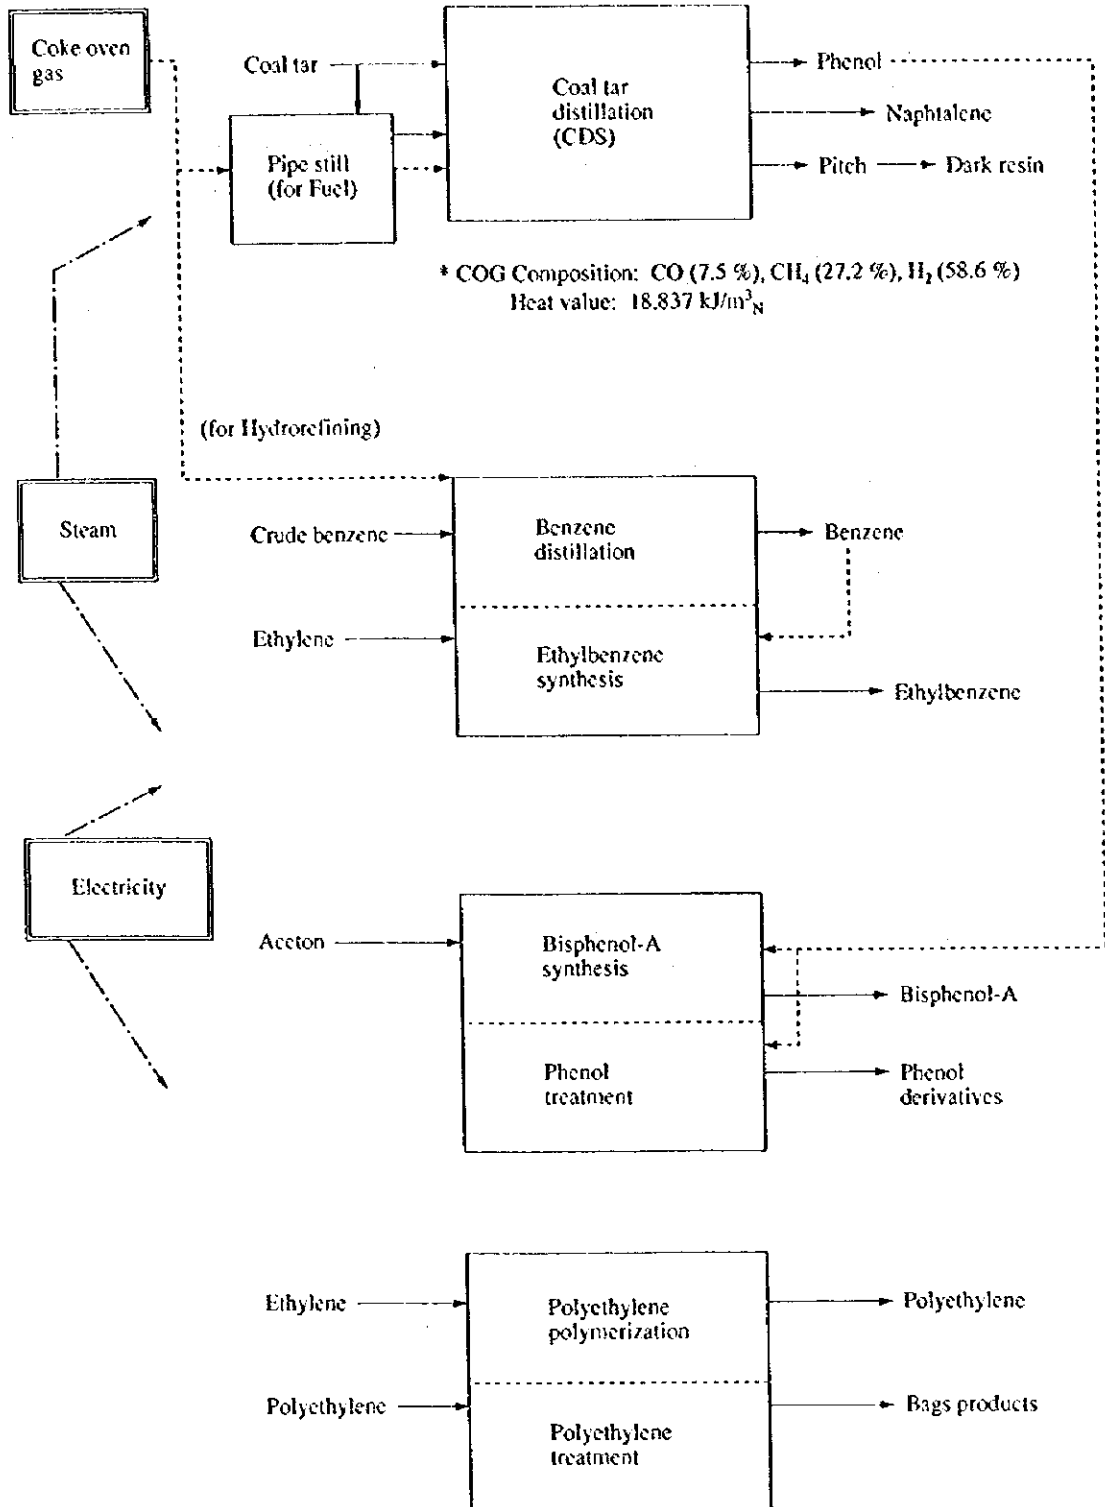 Coke oven
gas
Coal tar
Coal tar
distillation
(CDS)
Phenol
Naphtalene
Pitch
Dark resin
Pipe still
(for Fuel)
* COG Composition: CO (7.5 %), CH₄ (27.2 %), H₂ (58.6 %)
Heat value: 18.837 kJ/m³N
(for Hydrorefining)
Steam
Crude benzene
Benzene
distillation
Benzene
Ethylene
Ethylbenzene
synthesis
Ethylbenzene
Electricity
Aceton
Bisphenol-A
synthesis
Bisphenol-A
Phenol
treatment
Phenol
derivatives
Ethylene
Polyethylene
polymerization
Polyethylene
Polyethylene
Bags products
Polyethylene
treatment